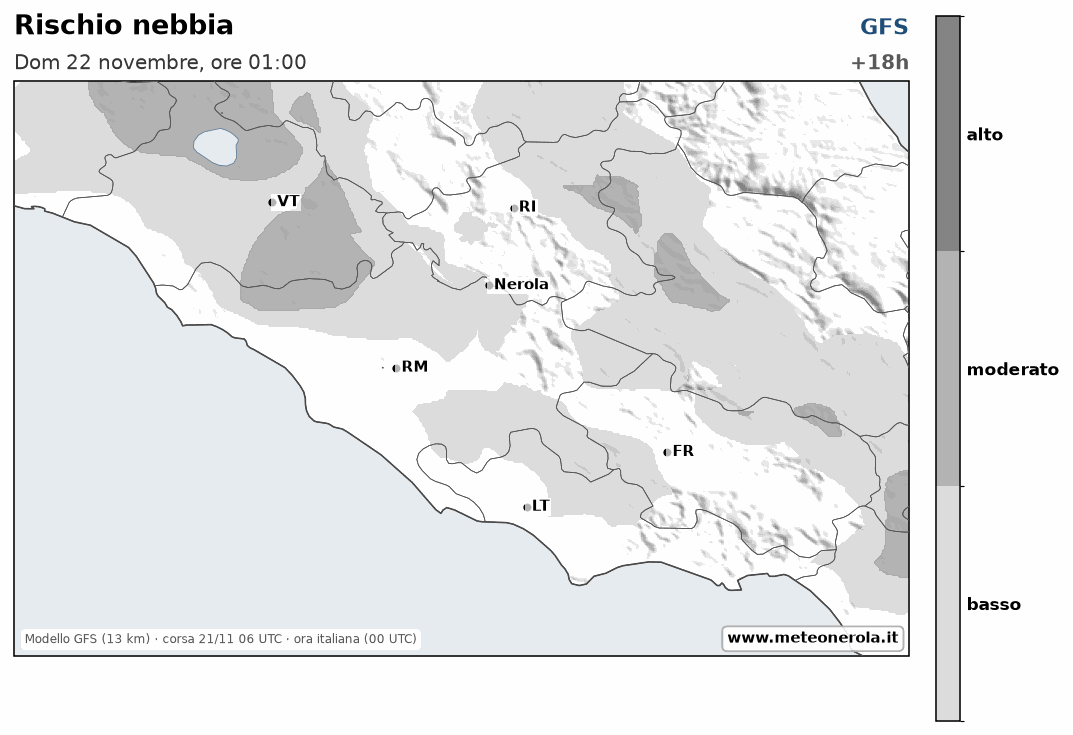 Rischio nebbia
GFS
Dom 22 novembre, ore 01:00
+18h
alto
VT
RI
Nerola
RM
moderato
FR
LT
basso
Modello GFS (13 km) · corsa 21/11 06 UTC · ora italiana (00 UTC)
www.meteonerola.it